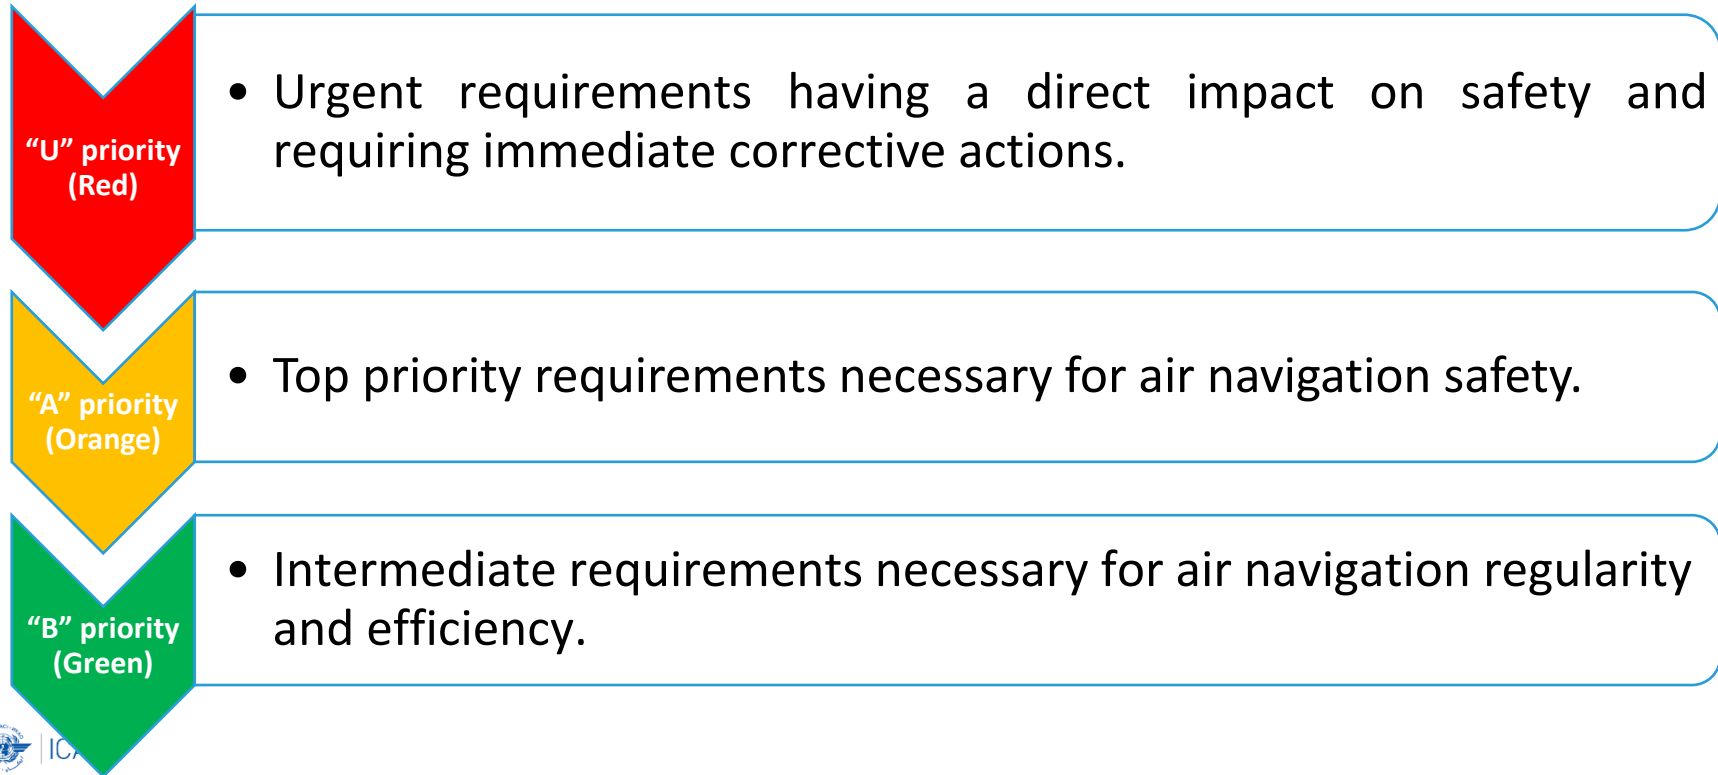 “U” priority
(Red)
• Urgent requirements having a direct impact on safety and
requiring immediate corrective actions.
“A” priority
(Orange)
• Top priority requirements necessary for air navigation safety.
“B” priority
(Green)
• Intermediate requirements necessary for air navigation regularity
and efficiency.